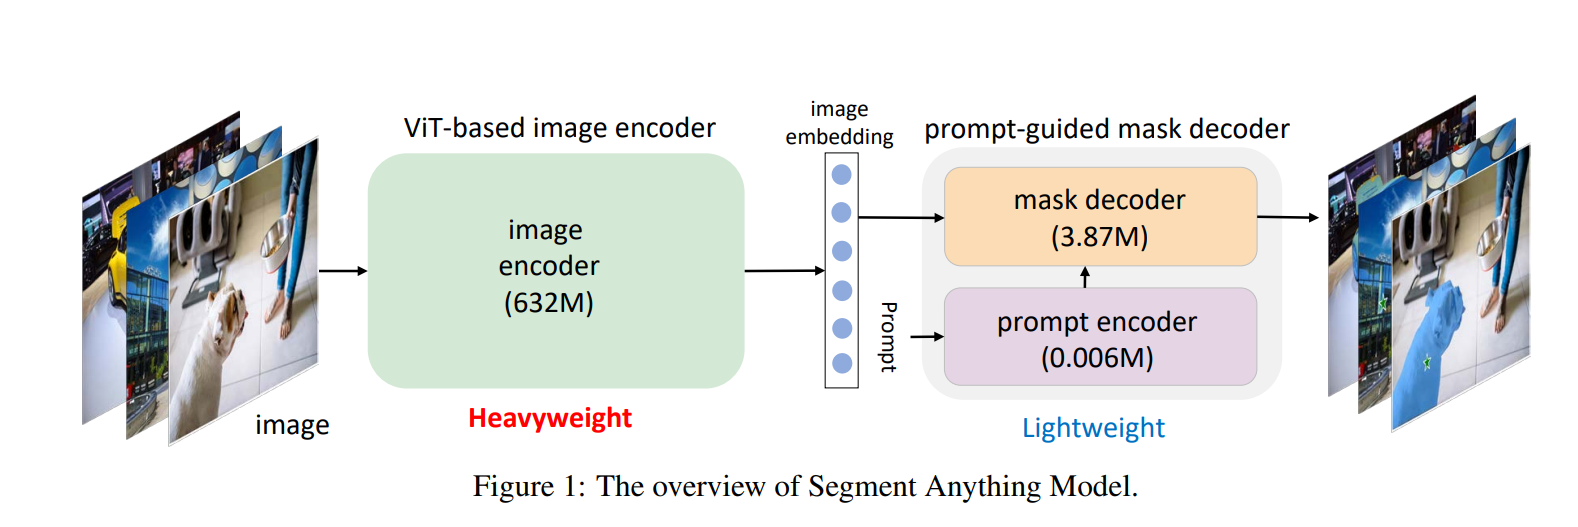 ViT-based image encoder
image
encoder
(632M)
Heavyweight
image
image
embedding
Prompt
prompt-guided mask decoder
mask decoder
(3.87M)
prompt encoder
(0.006M)
Lightweight
Figure 1: The overview of Segment Anything Model.